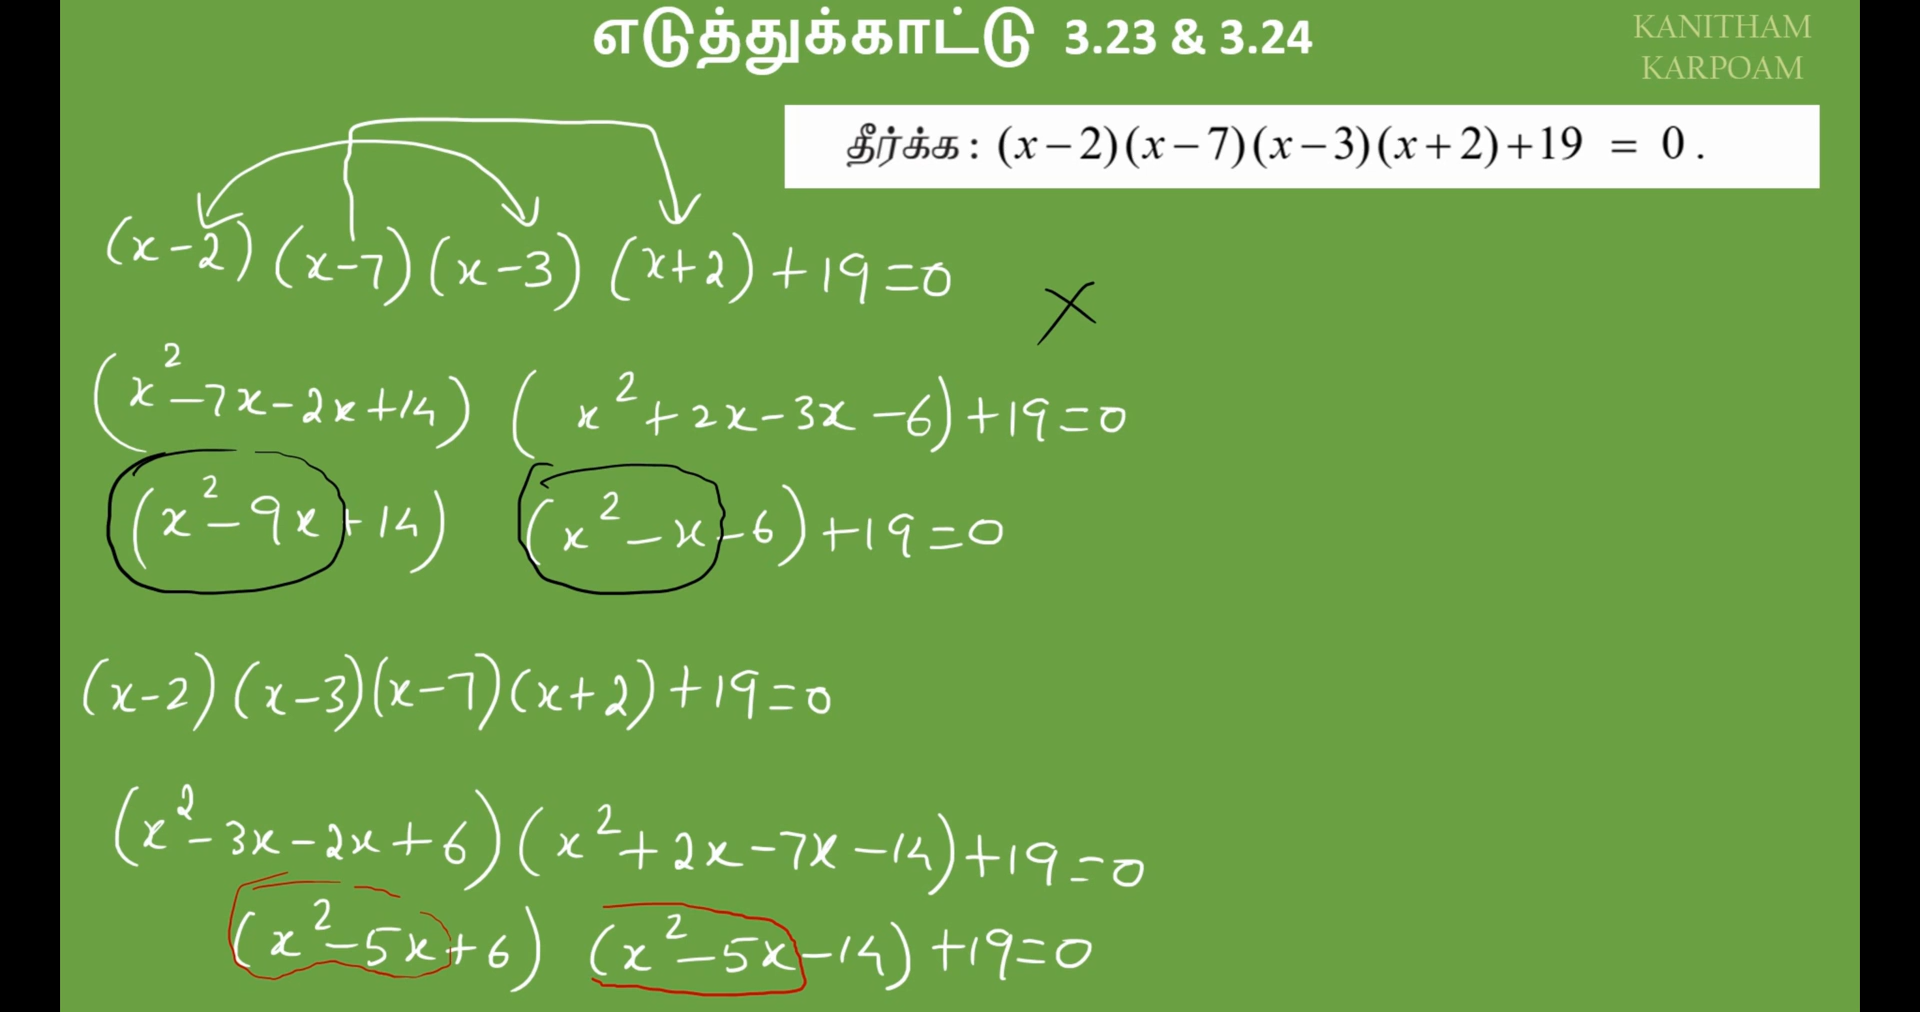 எடுத்துக்காட்டு 3.23 & 3.24
KANITHAM
KARPOAM
தீர்க்க: (x−2)(x−7)(x−3)(x+2)+19 = 0.
(x-2)(x-7)(x-3)(x+2)+19=0
(x²-7x-2x+14)(x²+2x-3x-6)+19=0
(x²-9x+14)(x²-x-6)+19=0
(x-2)(x-3)(x-7)(x+2)+19=0
(x²-3x-2x+6)(x²+2x-7x-14)+19=0
(x²-5x+6)(x²-5x-14)+19=0